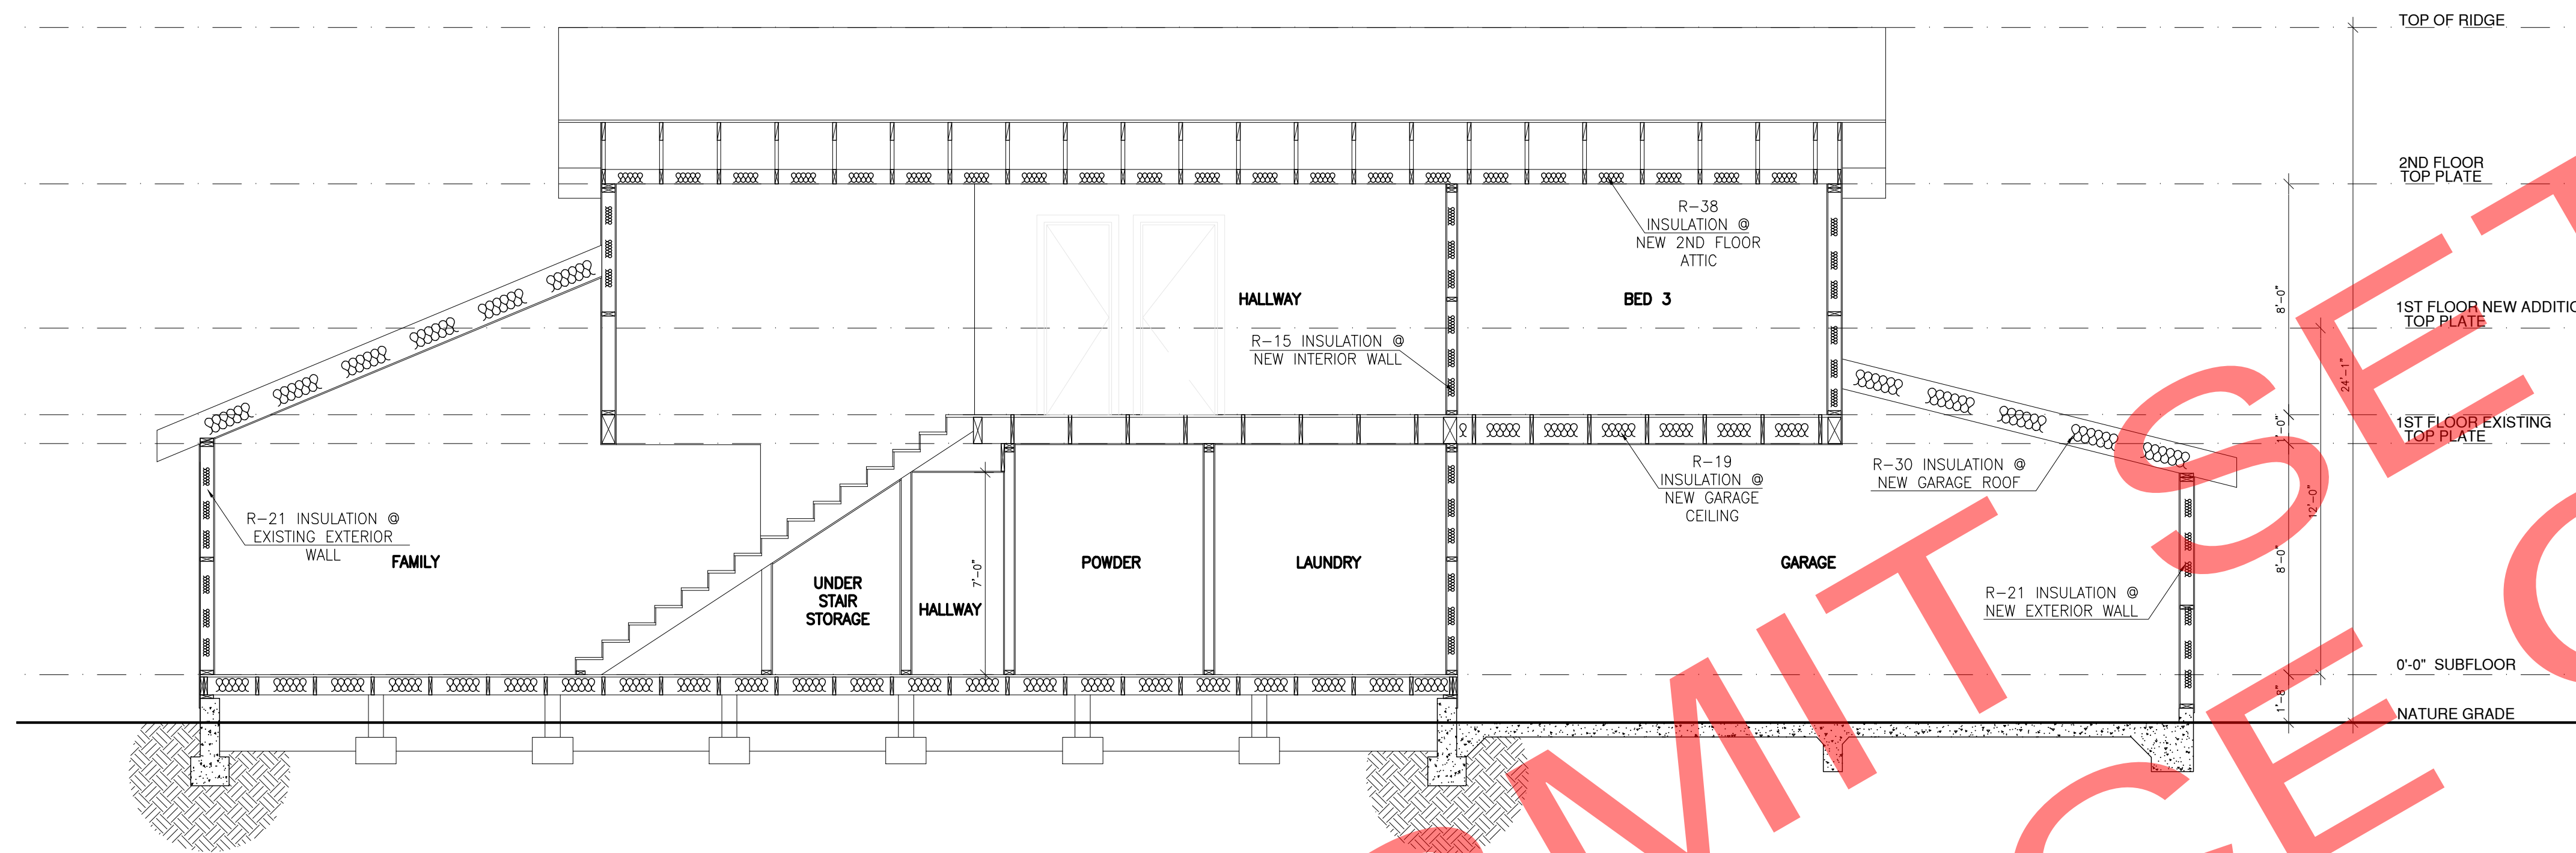 TOP OF RIDGE
2ND FLOOR
TOP PLATE
R-38
INSULATION @
NEW 2ND FLOOR
ATTIC
HALLWAY
BED 3
8'-0"
1ST FLOOR NEW
TOP PLATE
R-15 INSULATION @
NEW INTERIOR WALL
24'-1"
1'-0"
1ST FLOOR EXISTING
TOP PLATE
R-19
INSULATION @
NEW GARAGE
CEILING
R-30 INSULATION @
NEW GARAGE ROOF
12'-0"
R-21 INSULATION @
EXISTING EXTERIOR
WALL
FAMILY
UNDER
STAIR
STORAGE
HALLWAY
7'-0"
POWDER
LAUNDRY
GARAGE
8'-0"
R-21 INSULATION @
NEW EXTERIOR WALL
0'-0" SUBFLOOR
1'-8"
NATURE GRADE
MIT SET